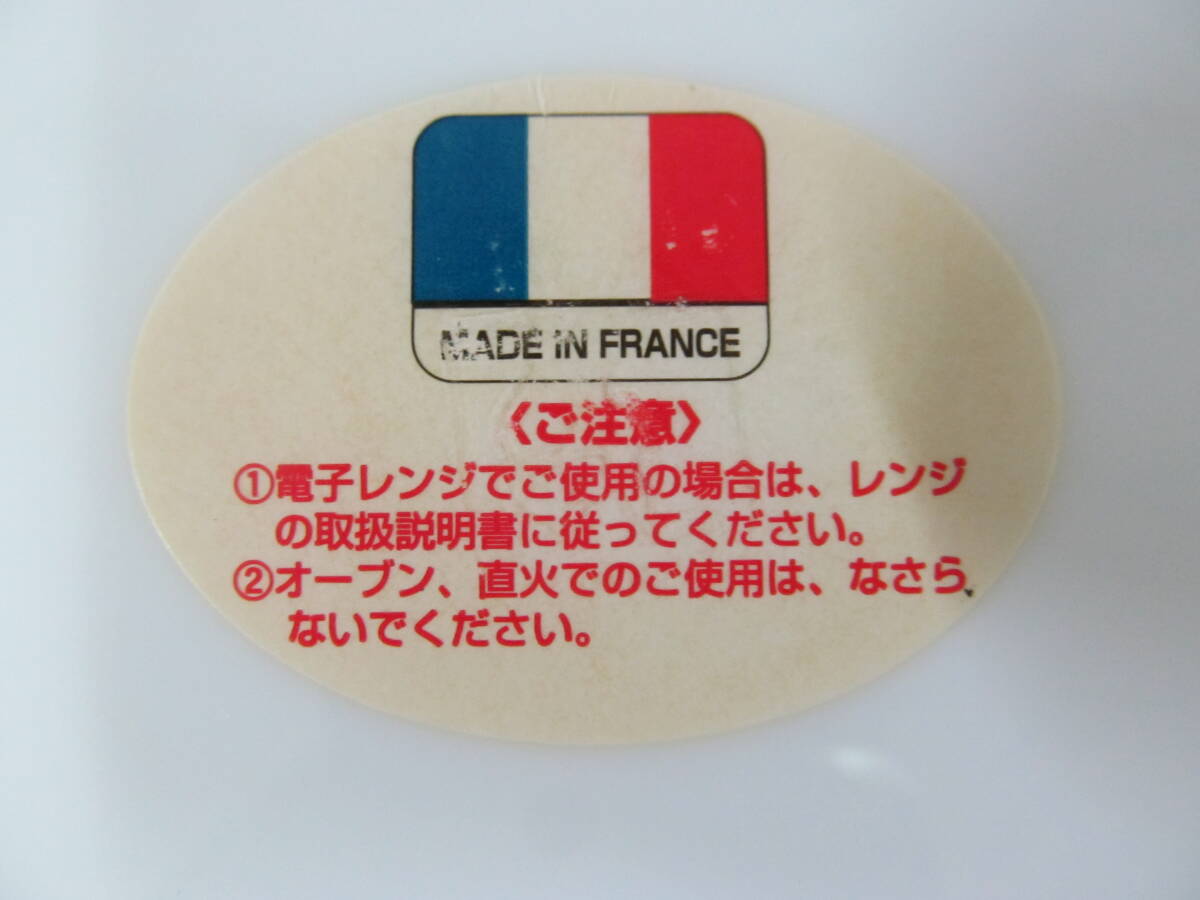 MADE IN FRANCE
〈ご注意〉
①電子レンジでご使用の場合は、レンジ
の取扱説明書に従ってください。
②オーブン、直火でのご使用は、なさら
ないでください。